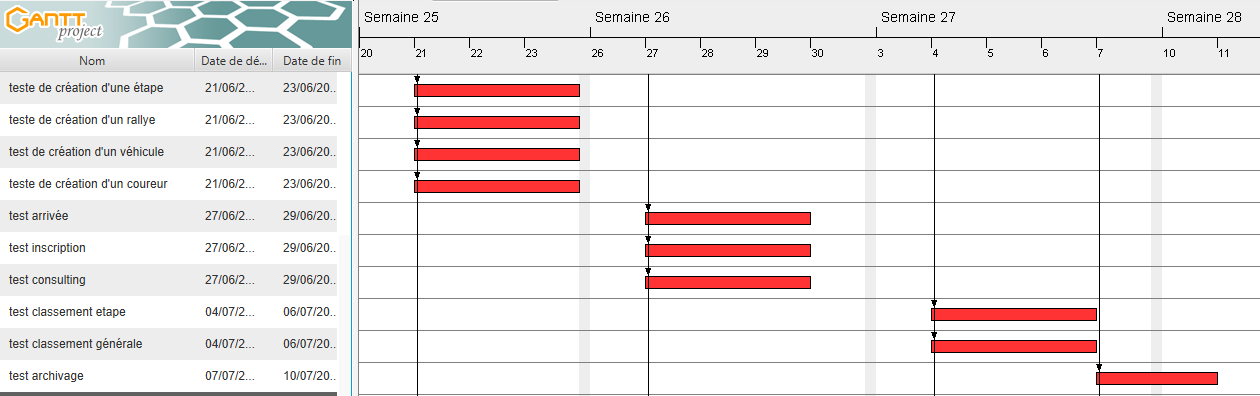 GANTT
project
Semaine 25 Semaine 26 Semaine 27 Semaine 28
20 21 22 23 26 27 28 29 30 3 4 5 6 7 10 11
Nom Date de dé... Date de fin
teste de création d'une étape 21/06/2... 23/06/20..
teste de création d'un rallye 21/06/2... 23/06/20..
test de création d'un véhicule 21/06/2... 23/06/20..
teste de création d'un coureur 21/06/2... 23/06/20..
test arrivée 27/06/2... 29/06/20..
test inscription 27/06/2... 29/06/20..
test consulting 27/06/2... 29/06/20..
test classement etape 04/07/2... 06/07/20..
test classement générale 04/07/2... 06/07/20..
test archivage 07/07/2... 10/07/20..